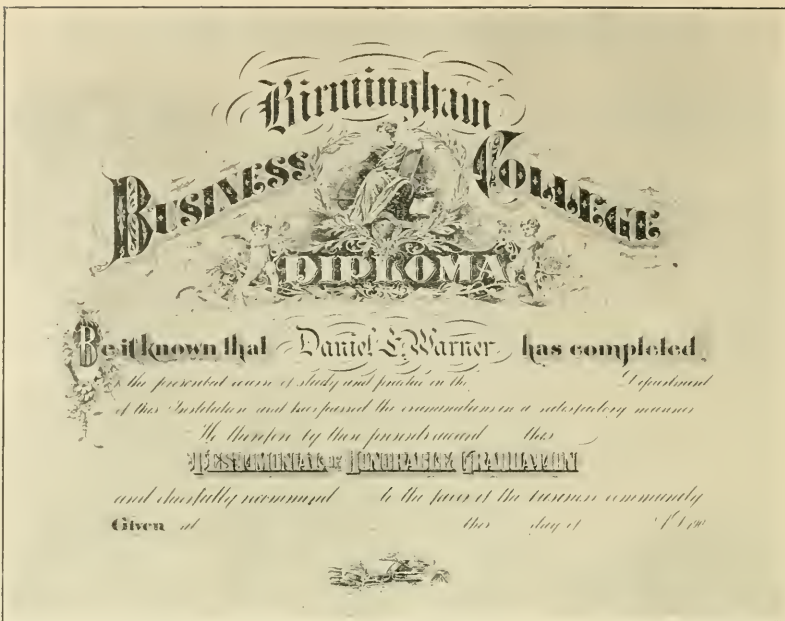 Birmingham
Business College
DIPLOMA
Be it known that Daniel E. Warner has completed
the prescribed course of study and practice in the Department
of this Institution and has passed the examinations in a satisfactory manner
We therefore by these presents award this
TESTIMONIAL OF HONORABLE GRADUATION
and cheerfully recommend to the favor of the business community
Given at this day of